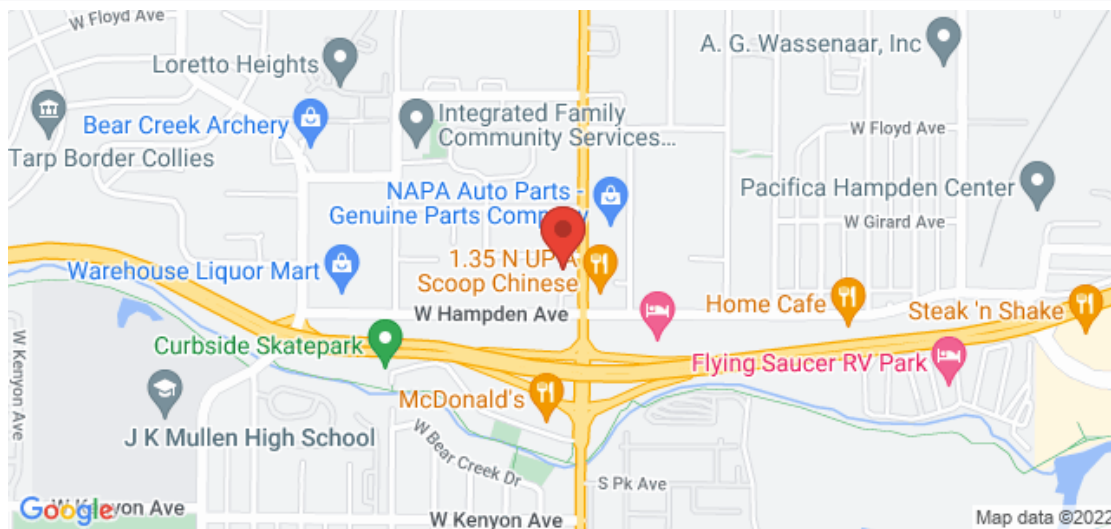 W Floyd Ave
A. G. Wassenaar, Inc
Loretto Heights
Integrated Family
Community Services...
Bear Creek Archery
W Floyd Ave
Tarp Border Collies
NAPA Auto Parts -
Genuine Parts Company
Pacifica Hampden Center
W Girard Ave
1.35 N UP A
Scoop Chinese
Warehouse Liquor Mart
Home Cafe
Steak 'n Shake
W Hampden Ave
W Kenyon Ave
Curbside Skatepark
Flying Saucer RV Park
McDonald's
J K Mullen High School
W Bear Creek Dr
S Pk Ave
W Kenyon Ave
Google
W Kenyon Ave
Map data ©2022